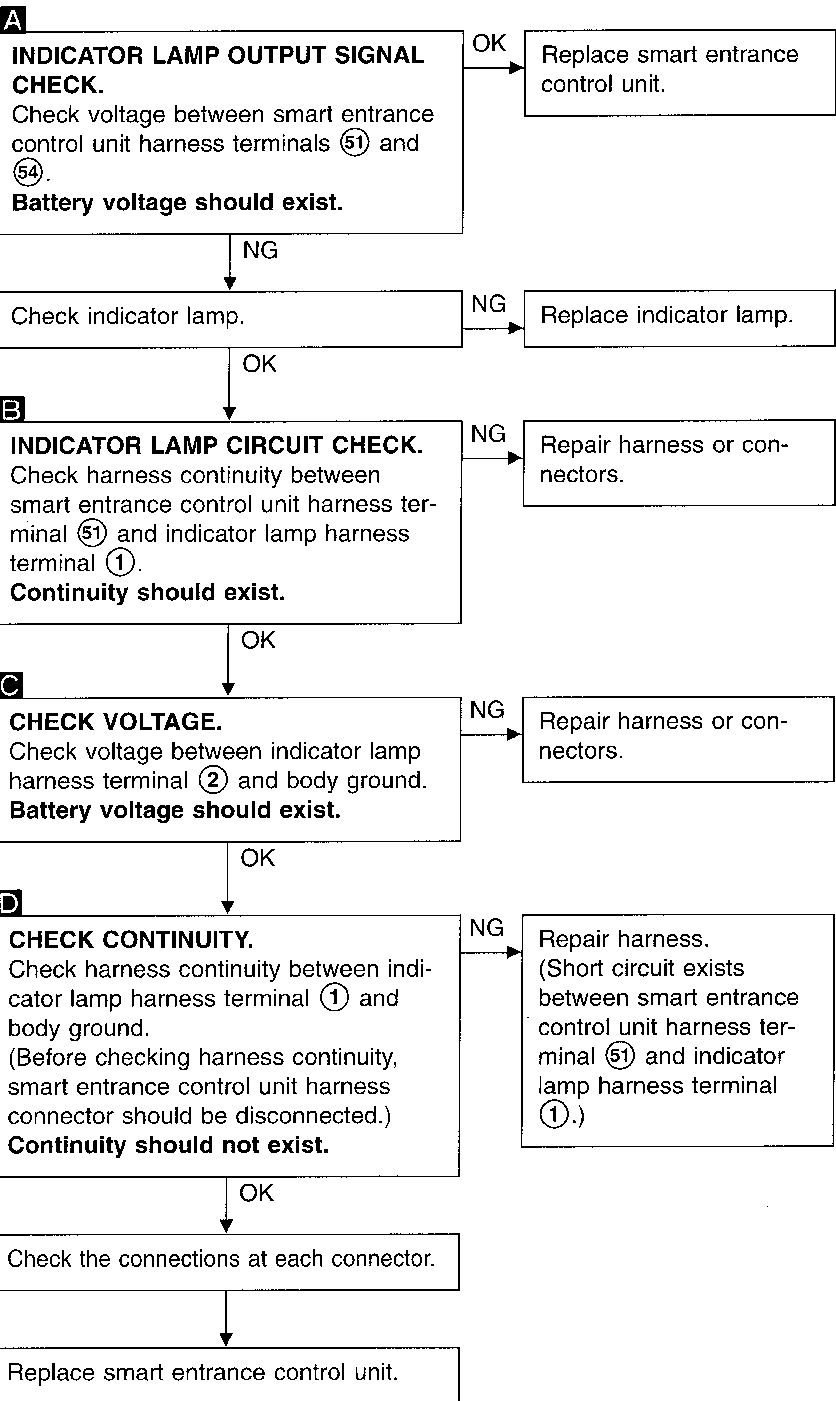 A
INDICATOR LAMP OUTPUT SIGNAL
CHECK.
Check voltage between smart entrance
control unit harness terminals 51 and
54.
Battery voltage should exist.
OK
Replace smart entrance
control unit.
NG
Check indicator lamp.
NG
Replace indicator lamp.
OK
B
INDICATOR LAMP CIRCUIT CHECK.
Check harness continuity between
smart entrance control unit harness ter-
minal 51 and indicator lamp harness
terminal 1.
Continuity should exist.
NG
Repair harness or con-
nectors.
OK
C
CHECK VOLTAGE.
Check voltage between indicator lamp
harness terminal 2 and body ground.
Battery voltage should exist.
NG
Repair harness or con-
nectors.
OK
D
CHECK CONTINUITY.
Check harness continuity between indi-
cator lamp harness terminal 1 and
body ground.
(Before checking harness continuity,
smart entrance control unit harness
connector should be disconnected.)
Continuity should not exist.
NG
Repair harness.
(Short circuit exists
between smart entrance
control unit harness ter-
minal 51 and indicator
lamp harness terminal
1.)
OK
Check the connections at each connector.
Replace smart entrance control unit.